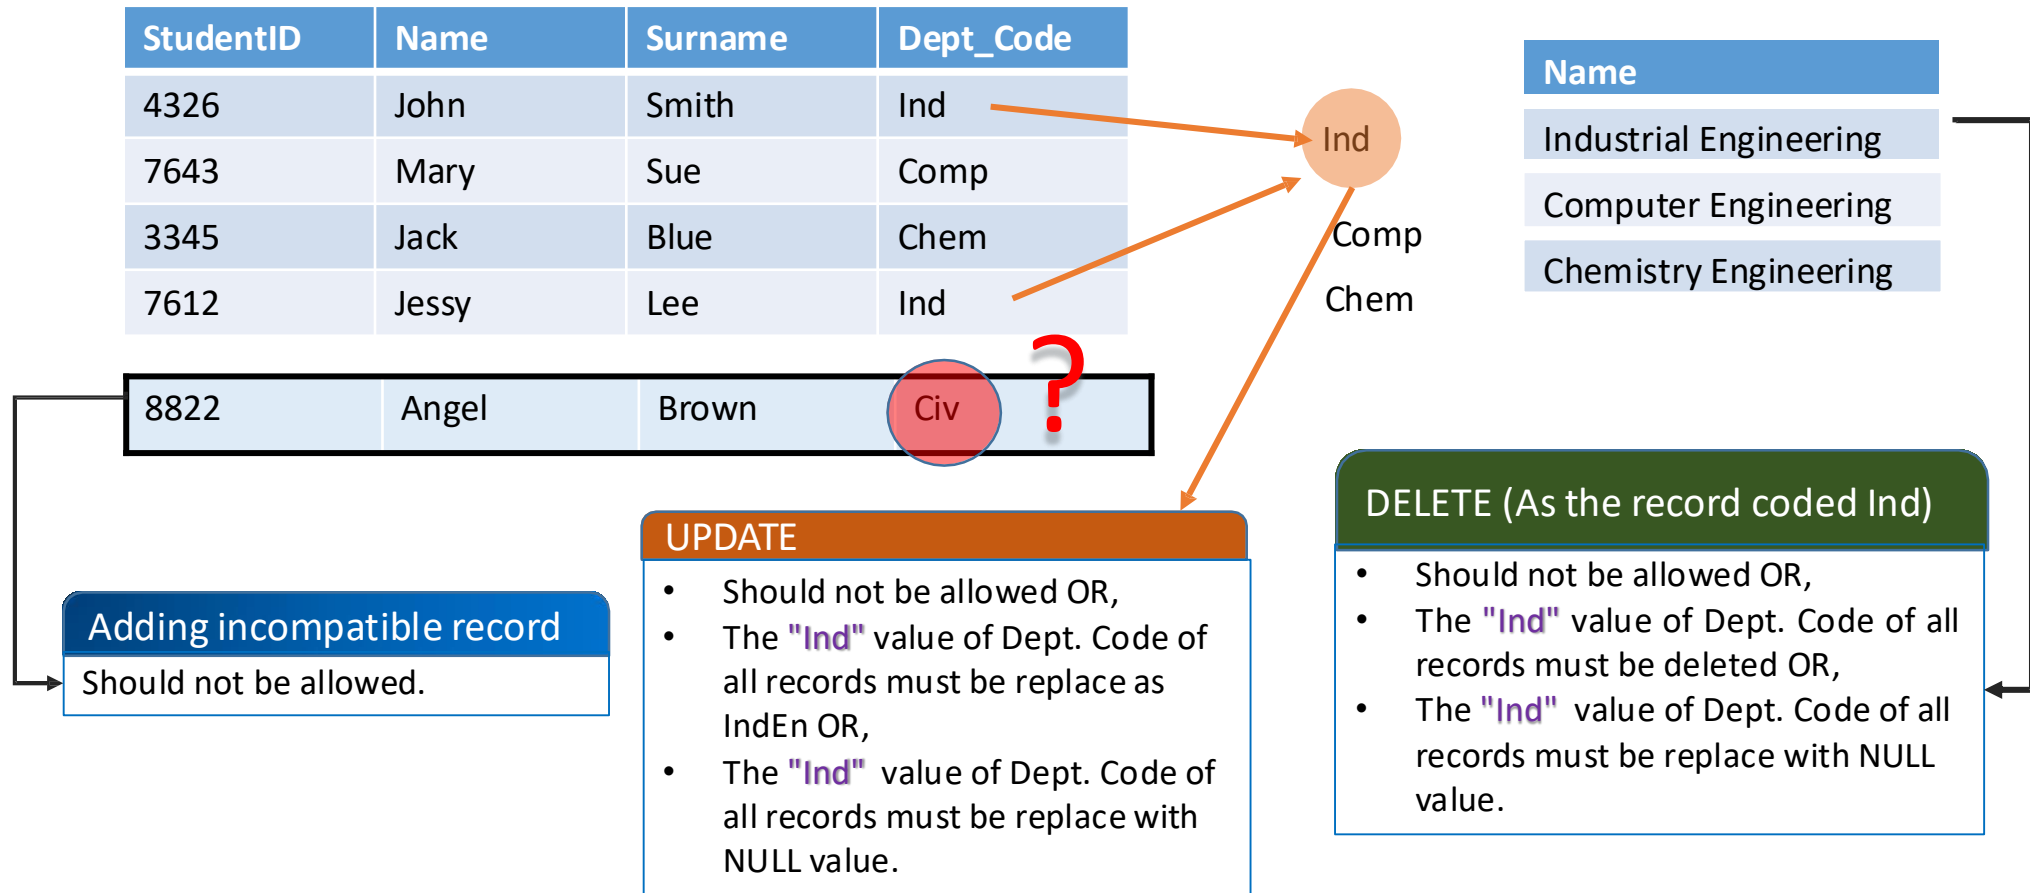 StudentID Name Surname Dept_Code
4326 John Smith Ind
7643 Mary Sue Comp
3345 Jack Blue Chem
7612 Jessy Lee Ind
8822 Angel Brown Civ ?
Ind
Comp
Chem
Name
Industrial Engineering
Computer Engineering
Chemistry Engineering
Adding incompatible record
Should not be allowed.
UPDATE
• Should not be allowed OR,
• The "Ind" value of Dept. Code of
all records must be replace as
IndEn OR,
• The "Ind" value of Dept. Code of
all records must be replace with
NULL value.
DELETE (As the record coded Ind)
• Should not be allowed OR,
• The "Ind" value of Dept. Code of all
records must be deleted OR,
• The "Ind" value of Dept. Code of all
records must be replace with NULL
value.